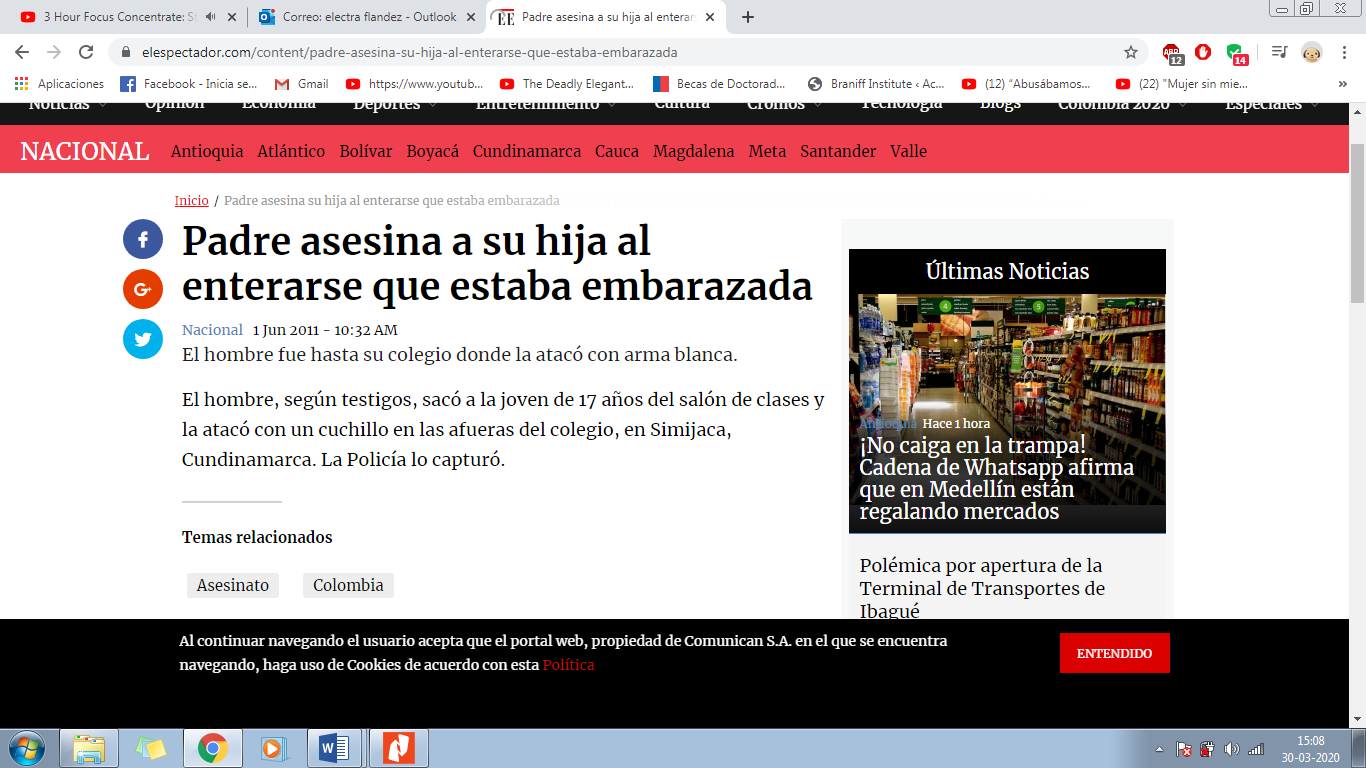 3 Hour Focus Concentrate: S
Correo: electra flandez - Outlook
EE Padre asesina a su hija al enterars
elespectador.com/content/padre-asesina-su-hija-al-enterarse-que-estaba-embarazada
12
14
Aplicaciones
Facebook - Inicia se...
Gmail
https://www.youtub...
The Deadly Elegant...
Becas de Doctorad...
Braniff Institute ‹ Ac...
(12) "Abusábamos...
(22) "Mujer sin mie...
»
Noticias Opinión Economía Deportes Entretenimiento Cultura Cromos Tecnología Blogs Colombia 2020 Especiales
NACIONAL Antioquia Atlántico Bolívar Boyacá Cundinamarca Cauca Magdalena Meta Santander Valle
Inicio / Padre asesina su hija al enterarse que estaba embarazada
Padre asesina a su hija al
enterarse que estaba embarazada
Nacional 1 Jun 2011 - 10:32 AM
El hombre fue hasta su colegio donde la atacó con arma blanca.
El hombre, según testigos, sacó a la joven de 17 años del salón de clases y
la atacó con un cuchillo en las afueras del colegio, en Simijaca,
Cundinamarca. La Policía lo capturó.
Temas relacionados
Asesinato Colombia
Últimas Noticias
4
5
Antioquia Hace 1 hora
¡No caiga en la trampa!
Cadena de Whatsapp afirma
que en Medellín están
regalando mercados
Polémica por apertura de la
Terminal de Transportes de
Ibagué
Al continuar navegando el usuario acepta que el portal web, propiedad de Comunican S.A. en el que se encuentra
navegando, haga uso de Cookies de acuerdo con esta Política
ENTENDIDO
15:08
30-03-2020